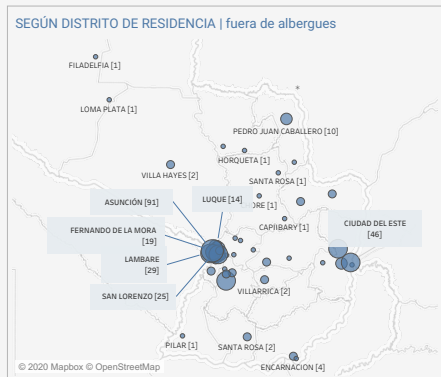 SEGÚN DISTRITO DE RESIDENCIA | fuera de albergues
FILADELFIA [1]
LOMA PLATA [1]
PEDRO JUAN CABALLERO [10]
HORQUETA [1]
VILLA HAYES [2]
SANTA ROSA [1]
ASUNCIÓN [91]
LUQUE [14]
ORE [1]
CAPIIBARY [1]
CIUDAD DEL ESTE
[46]
FERNANDO DE LA MORA
[19]
LAMBARE
[29]
SAN LORENZO [25]
VILLARRICA [2]
PILAR [1]
SANTA ROSA [2]
ENCARNACION [4]
© 2020 Mapbox © OpenStreetMap